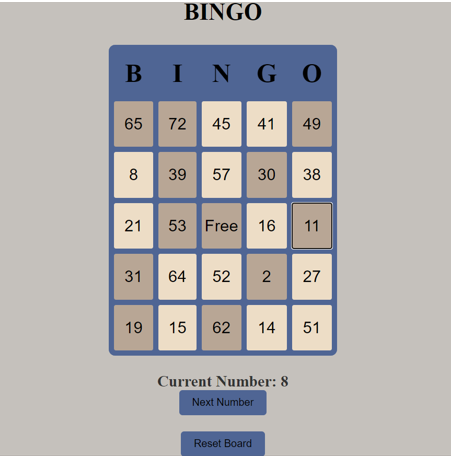 BINGO
B I N G O
65 72 45 41 49
8 39 57 30 38
21 53 Free 16 11
31 64 52 2 27
19 15 62 14 51
Current Number: 8
Next Number
Reset Board